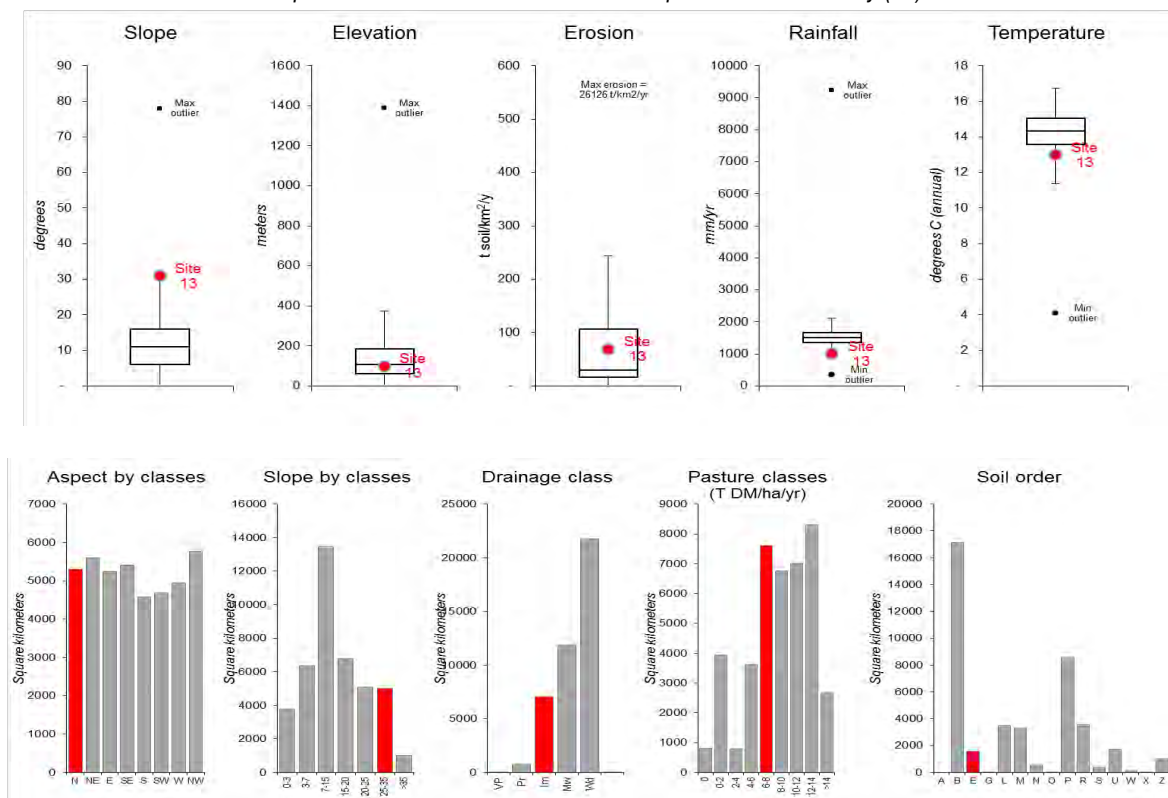 Slope
Elevation
Erosion
Rainfall
Temperature
degrees
90
80
70
60
50
40
30
20
10
-
Max
outlier
Site
13
meters
1600
1400
1200
1000
800
600
400
200
0
Max
outlier
Site
13
t soil/km²/y
600
500
400
300
200
100
-
Max erosion =
26126 t/km2/yr
Site
13
mm/yr
10000
9000
8000
7000
6000
5000
4000
3000
2000
1000
0
Max
outlier
Site
13
Min
outlier
degrees C (annual)
18
16
14
12
10
8
6
4
2
-
Site
13
Min
outlier
Aspect by classes
Square kilometers
7000
6000
5000
4000
3000
2000
1000
0
N NE E SE S SW W NW
Slope by classes
Square kilometers
16000
14000
12000
10000
8000
6000
4000
2000
0
0-3 3-7 7-15 15-20 20-25 25-35 >35
Drainage class
Square kilometers
25000
20000
15000
10000
5000
0
VP Pr Im Mw Wd
Pasture classes
(T DM/ha/yr)
Square kilometers
9000
8000
7000
6000
5000
4000
3000
2000
1000
0
0 0-2 2-4 4-6 6-8 8-10 10-12 12-14 >14
Soil order
Square kilometers
20000
18000
16000
14000
12000
10000
8000
6000
4000
2000
0
A B E G L M N O P R S U W X Z